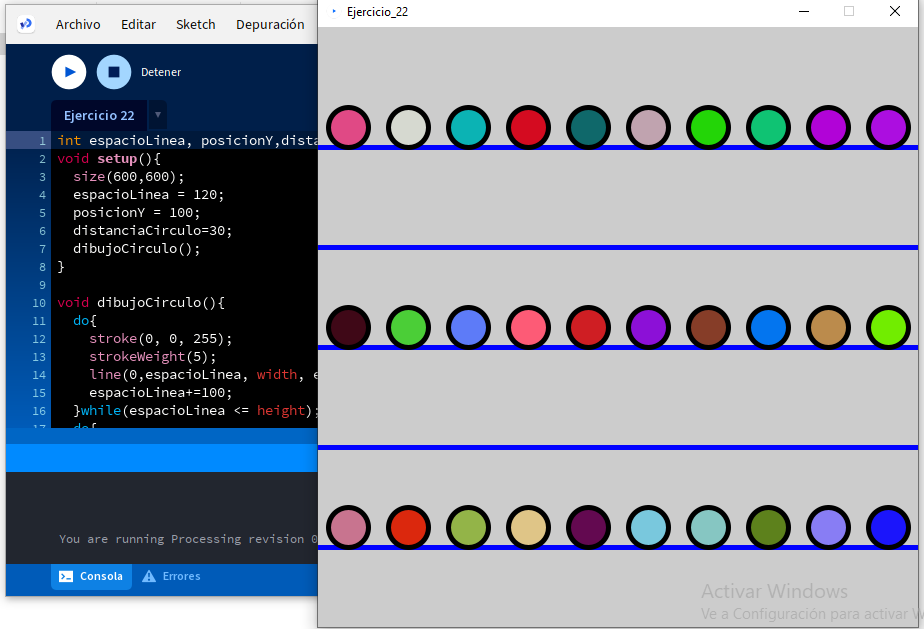 Archivo Editar Sketch Depuración
Ejercicio_22
Detener
Ejercicio 22
1 int espacioLinea, posicionY,dista
2 void setup(){
3 size(600,600);
4 espacioLinea = 120;
5 posicionY = 100;
6 distanciaCirculo=30;
7 dibujoCirculo();
8 }
9
10 void dibujoCirculo(){
11 do{
12 stroke(0, 0, 255);
13 strokeWeight(5);
14 line(0,espacioLinea, width, e
15 espacioLinea+=100;
16 }while(espacioLinea <= height);
17 do{
You are running Processing revision 0
Consola Errores
Activar Windows
Ve a Configuración para activar W